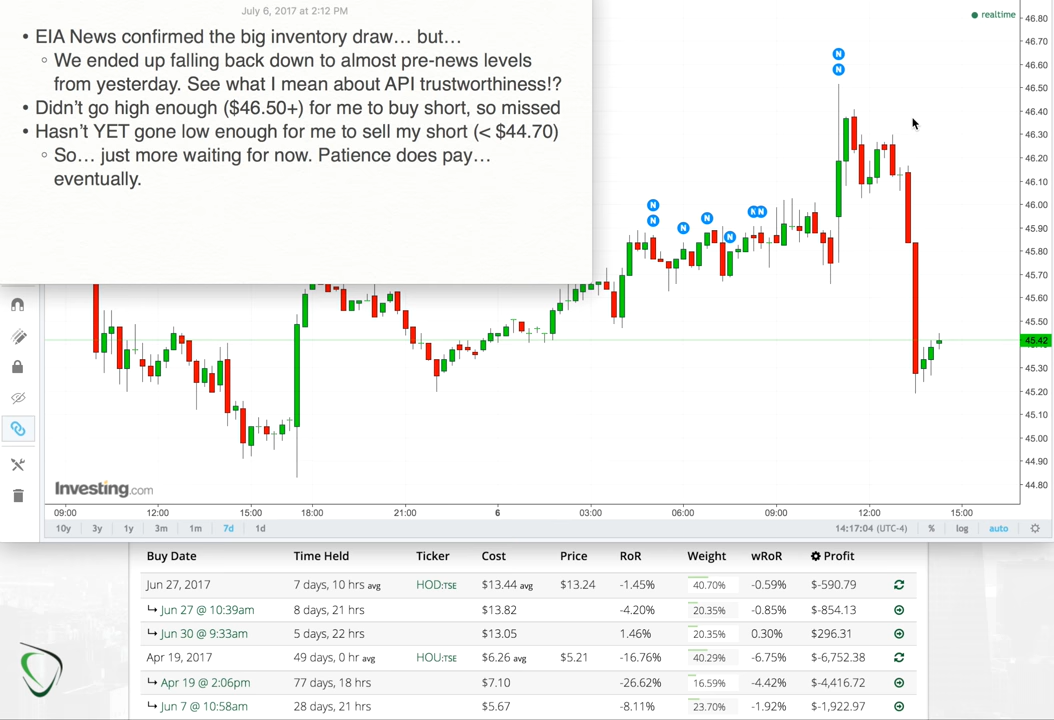 July 6, 2017 at 2:12 PM
• EIA News confirmed the big inventory draw… but…
◦ We ended up falling back down to almost pre-news levels
from yesterday. See what I mean about API trustworthiness!?
• Didn't go high enough ($46.50+) for me to buy short, so missed
• Hasn't YET gone low enough for me to sell my short (< $44.70)
◦ So… just more waiting for now. Patience does pay…
eventually.
realtime
46.80
46.70
46.60
46.50
46.40
46.30
46.20
46.10
46.00
45.90
45.80
45.70
45.60
45.50
45.42
45.30
45.20
45.10
45.00
44.90
44.80
N
N
N
N
N
N
N
N
N
Investing.com
09:00 12:00 15:00 18:00 21:00 6 03:00 06:00 09:00 12:00 15:00
10y 3y 1y 3m 1m 7d 1d 14:17:04 (UTC-4) % log auto
Buy Date Time Held Ticker Cost Price RoR Weight wRoR Profit
Jun 27, 2017 7 days, 10 hrs avg HOD:TSE $13.44 avg $13.24 -1.45% 40.70% -0.59% $-590.79
↳ Jun 27 @ 10:39am 8 days, 21 hrs $13.82 -4.20% 20.35% -0.85% $-854.13
↳ Jun 30 @ 9:33am 5 days, 22 hrs $13.05 1.46% 20.35% 0.30% $296.31
Apr 19, 2017 49 days, 0 hr avg HOU:TSE $6.26 avg $5.21 -16.76% 40.29% -6.75% $-6,752.38
↳ Apr 19 @ 2:06pm 77 days, 18 hrs $7.10 -26.62% 16.59% -4.42% $-4,416.72
↳ Jun 7 @ 10:58am 28 days, 21 hrs $5.67 -8.11% 23.70% -1.92% $-1,922.97